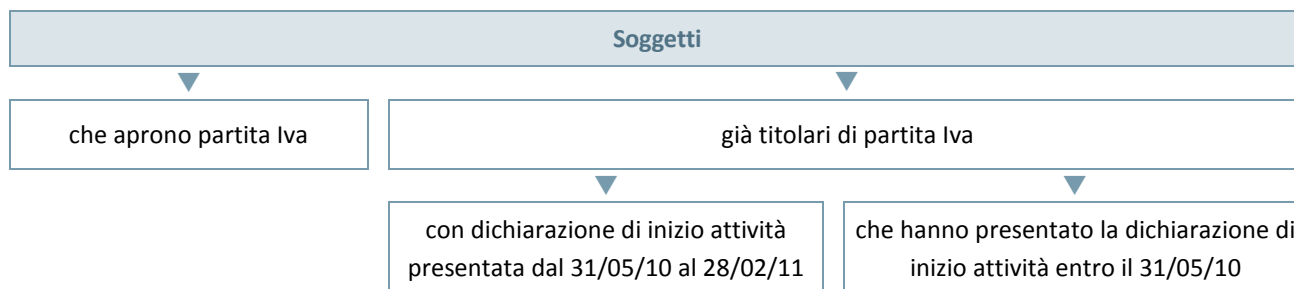 Soggetti
che aprono partita Iva
già titolari di partita Iva
con dichiarazione di inizio attività
presentata dal 31/05/10 al 28/02/11
che hanno presentato la dichiarazione di
inizio attività entro il 31/05/10